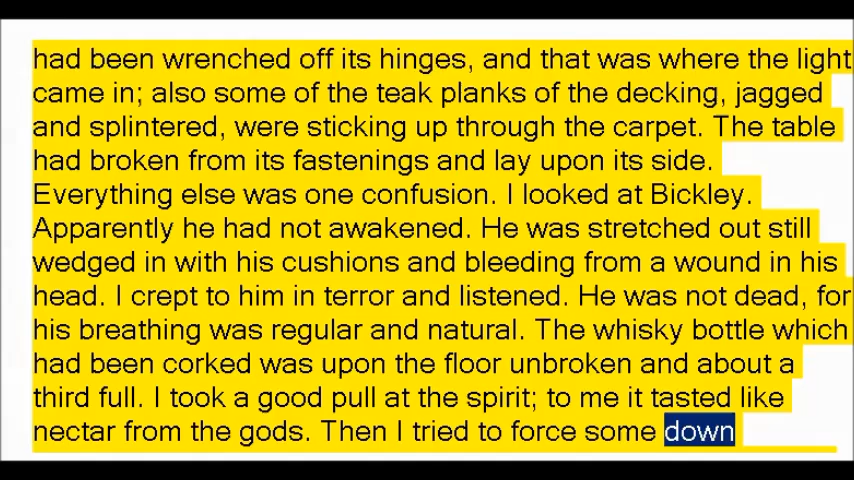 had been wrenched off its hinges, and that was where the light
came in; also some of the teak planks of the decking, jagged
and splintered, were sticking up through the carpet. The table
had broken from its fastenings and lay upon its side.
Everything else was one confusion. I looked at Bickley.
Apparently he had not awakened. He was stretched out still
wedged in with his cushions and bleeding from a wound in his
head. I crept to him in terror and listened. He was not dead, for
his breathing was regular and natural. The whisky bottle which
had been corked was upon the floor unbroken and about a
third full. I took a good pull at the spirit; to me it tasted like
nectar from the gods. Then I tried to force some down